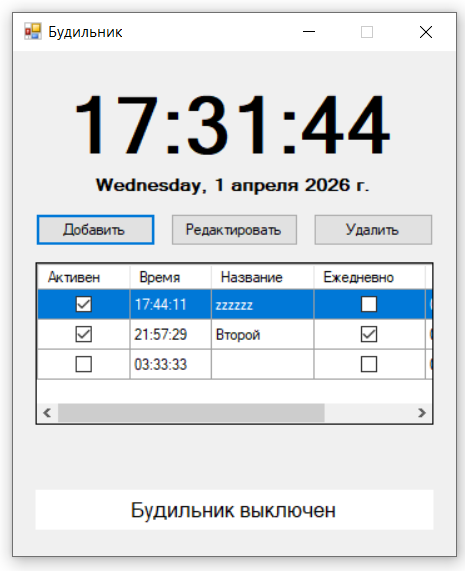 Будильник
17:31:44
Wednesday, 1 апреля 2026 г.
Добавить Редактировать Удалить
Активен Время Название Ежедневно
17:44:11 zzzzzz
21:57:29 Второй
03:33:33
Будильник выключен